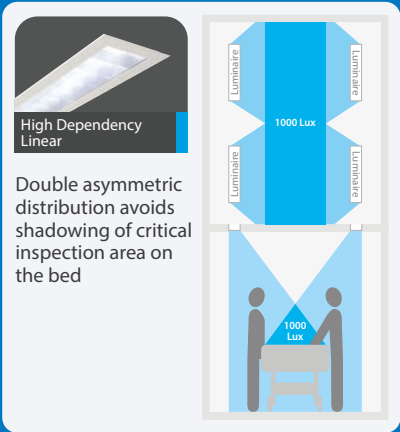 High Dependency
Linear
Double asymmetric
distribution avoids
shadowing of critical
inspection area on
the bed
Luminaire
Luminaire
1000 Lux
Luminaire
Luminaire
1000
Lux